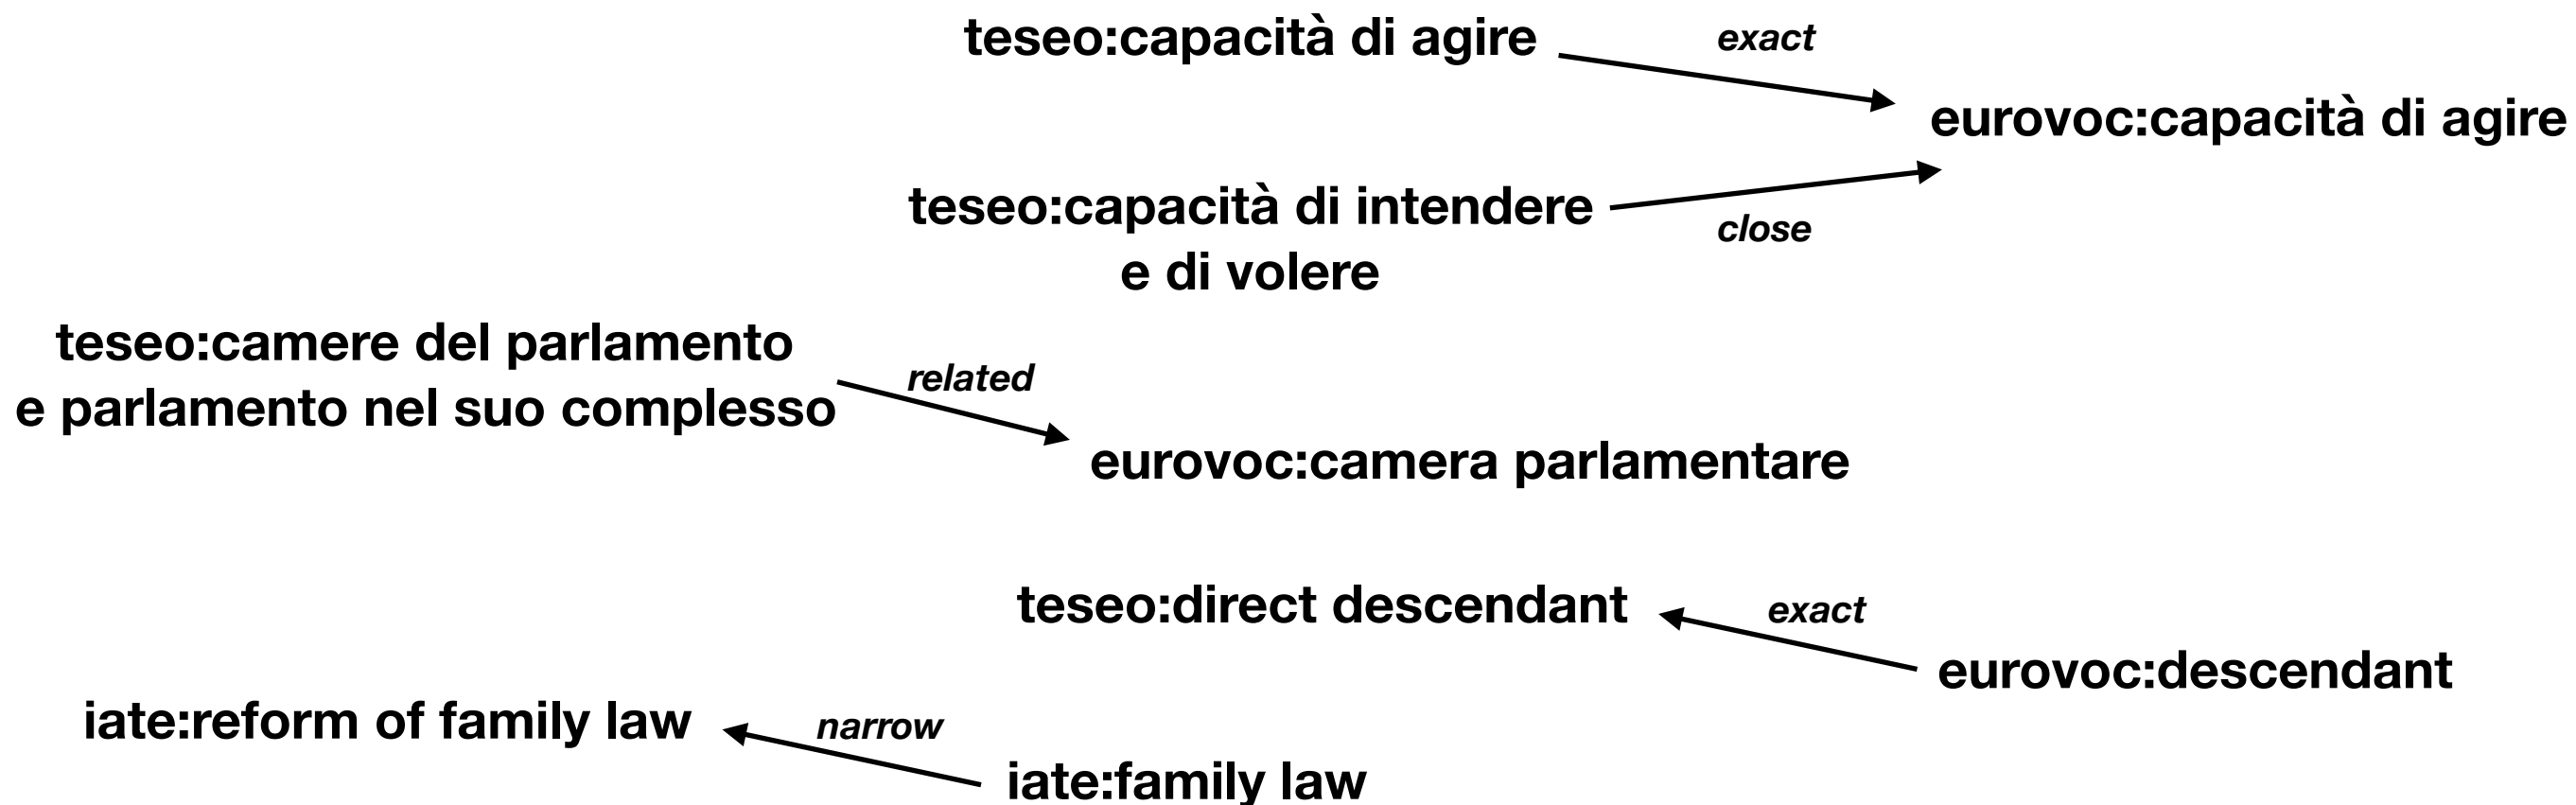 teseo:capacità di agire
exact
eurovoc:capacità di agire
teseo:capacità di intendere
e di volere
close
teseo:camere del parlamento
e parlamento nel suo complesso
related
eurovoc:camera parlamentare
teseo:direct descendant
exact
eurovoc:descendant
iate:reform of family law
narrow
iate:family law